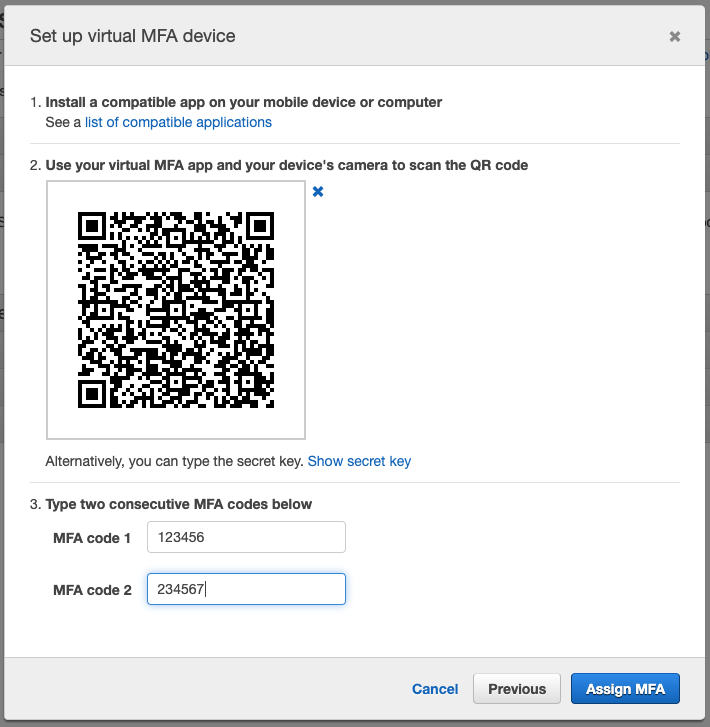 Set up virtual MFA device
1. Install a compatible app on your mobile device or computer
See a list of compatible applications
2. Use your virtual MFA app and your device's camera to scan the QR code
Alternatively, you can type the secret key. Show secret key
3. Type two consecutive MFA codes below
MFA code 1 123456
MFA code 2 234567
Cancel Previous Assign MFA